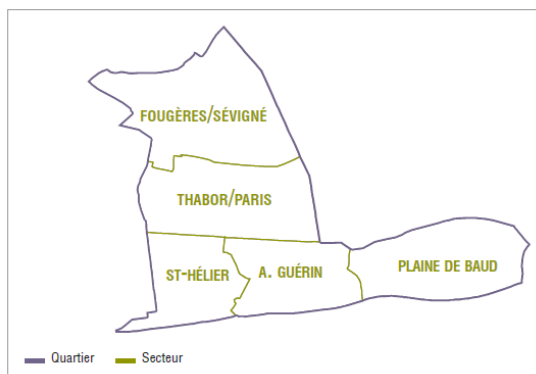 FOUGÈRES/SÉVIGNÉ
THABOR/PARIS
ST-HÉLIER
A. GUÉRIN
PLAINE DE BAUD
Quartier
Secteur